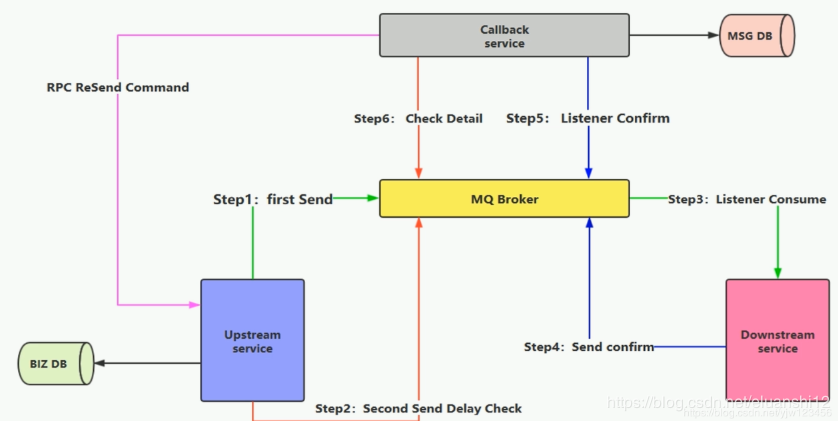 Callback
service
MSG DB
RPC ReSend Command
Step6： Check Detail
Step5： Listener Confirm
Step1：first Send
MQ Broker
Step3：Listener Consume
Upstream
service
Downstream
service
BIZ DB
Step4：Send confirm
Step2：Second Send Delay Check
https://blog.csdn.net/eluanshi12